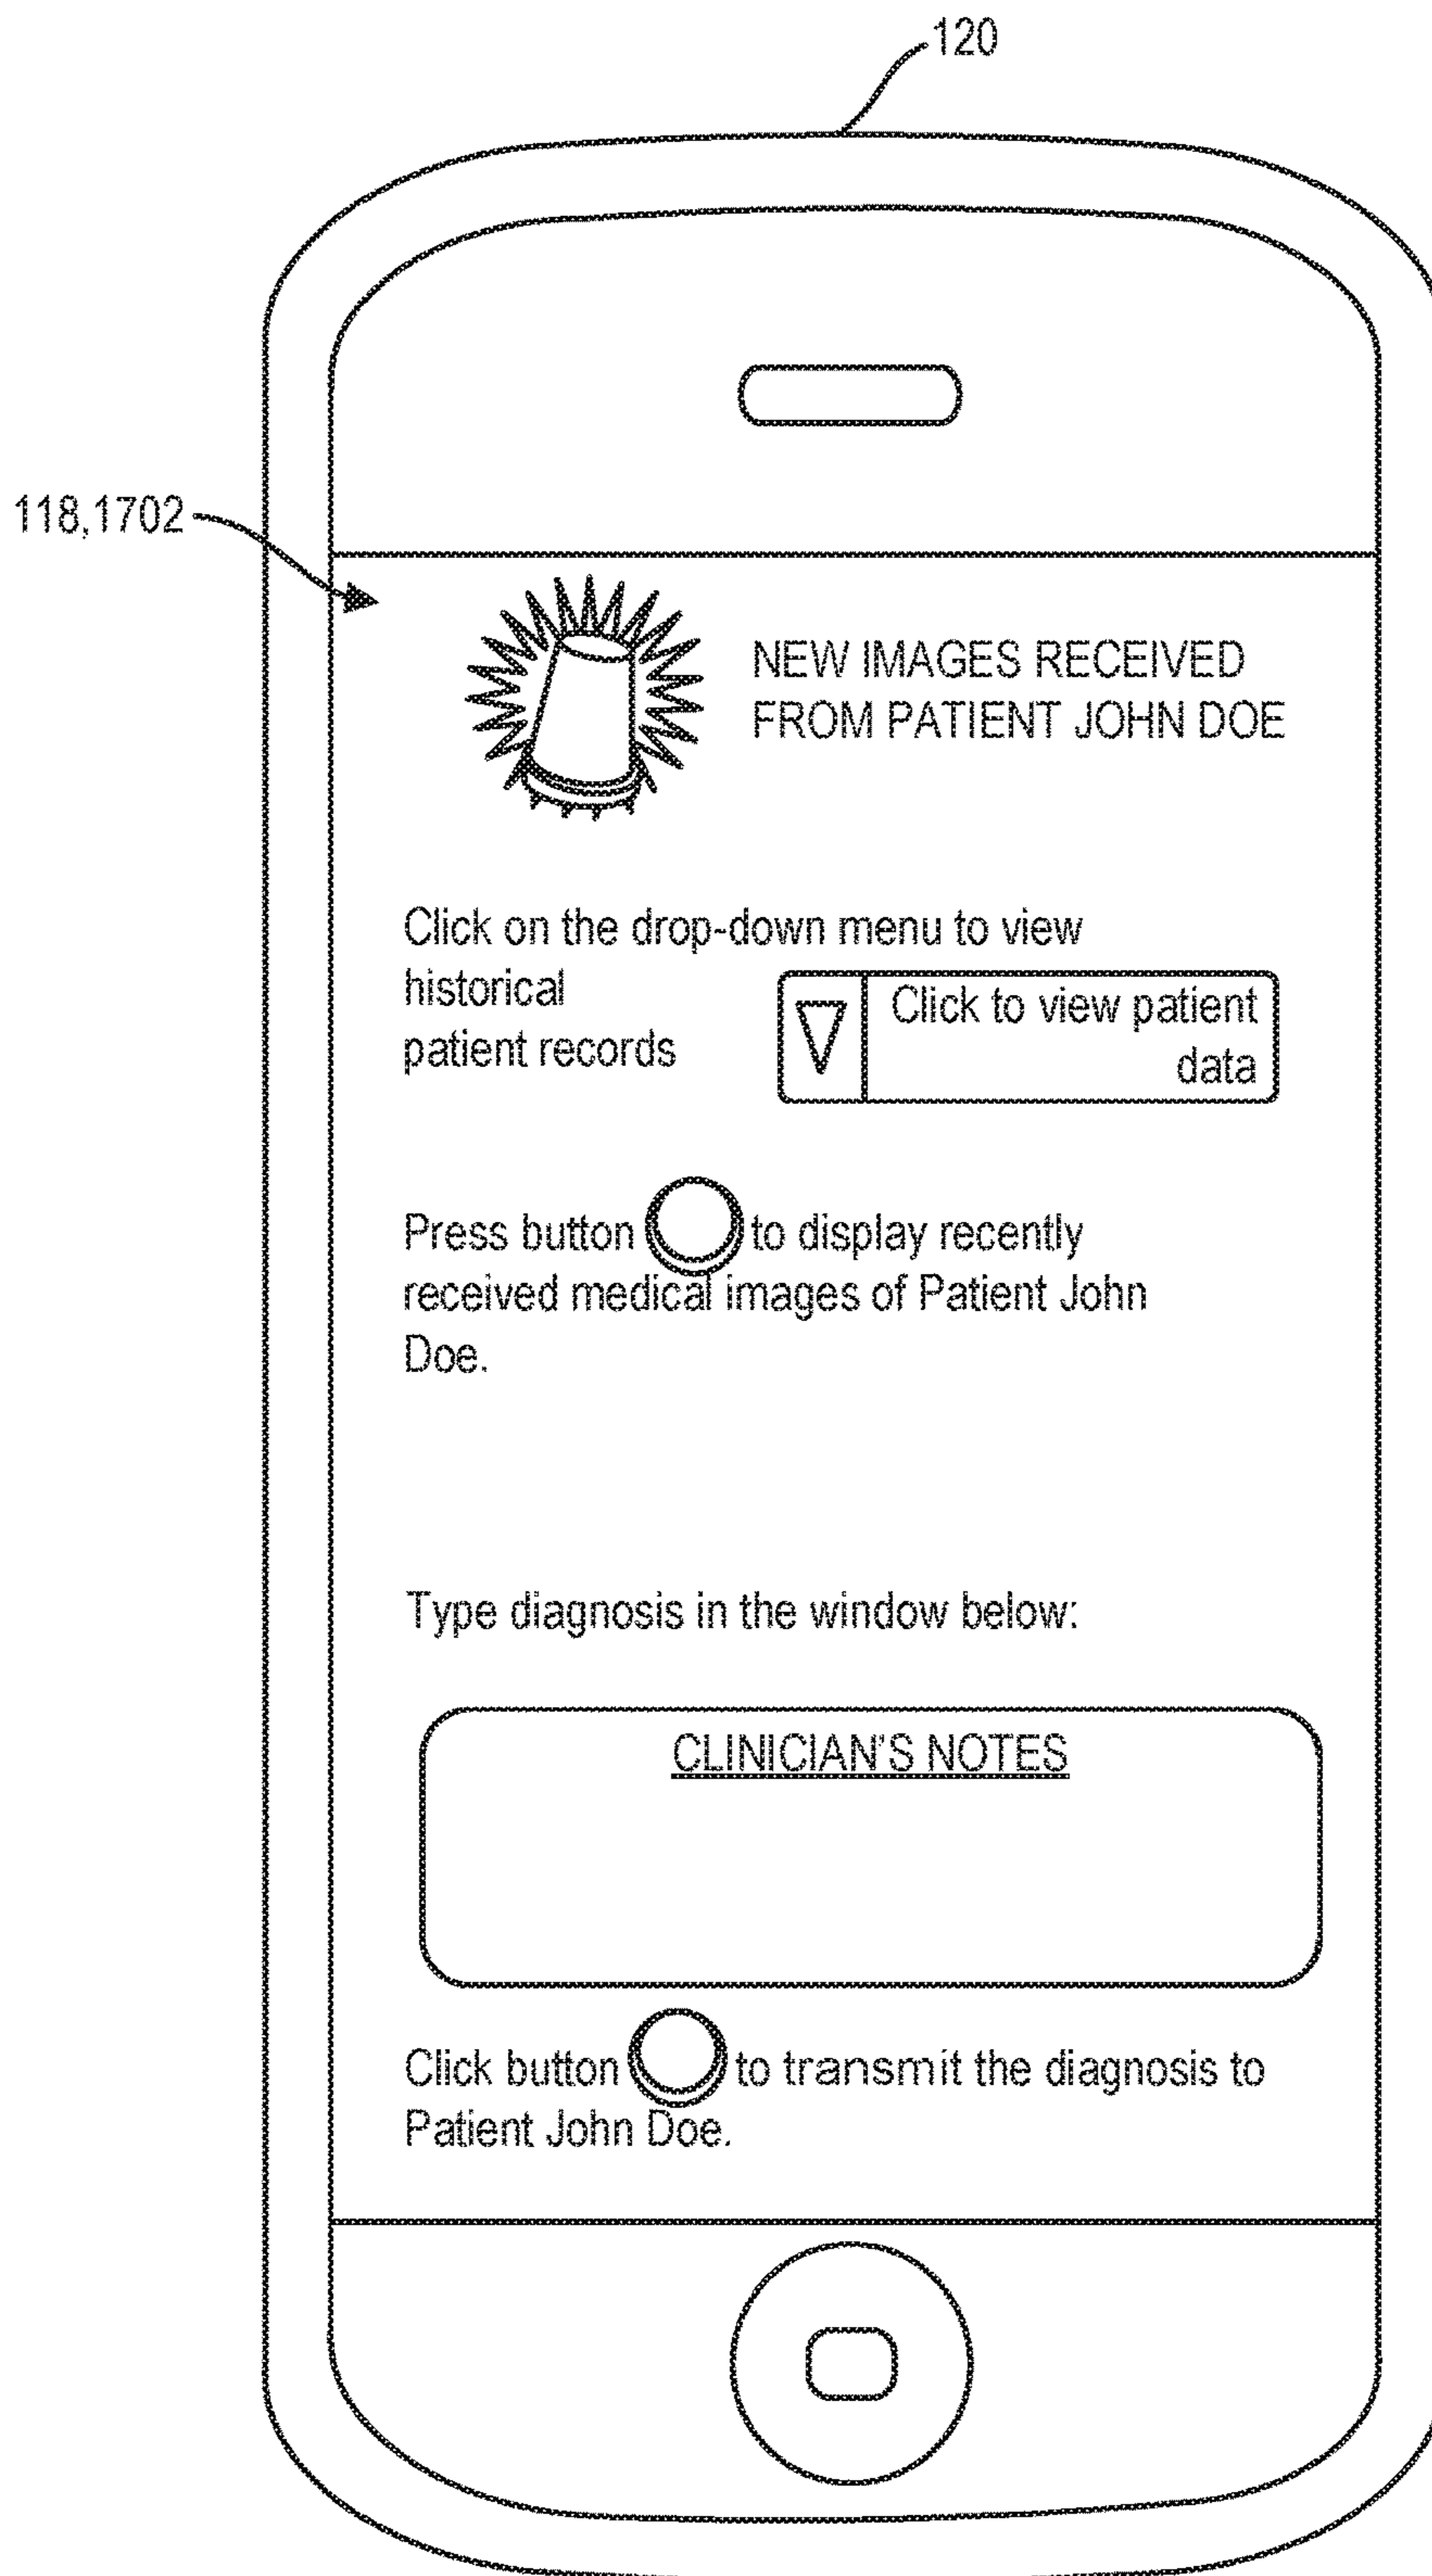 120
118,1702
NEW IMAGES RECEIVED
FROM PATIENT JOHN DOE
Click on the drop-down menu to view
historical
patient records
Click to view patient
data
Press button to display recently
received medical images of Patient John
Doe.
Type diagnosis in the window below:
CLINICIAN'S NOTES
Click button to transmit the diagnosis to
Patient John Doe.